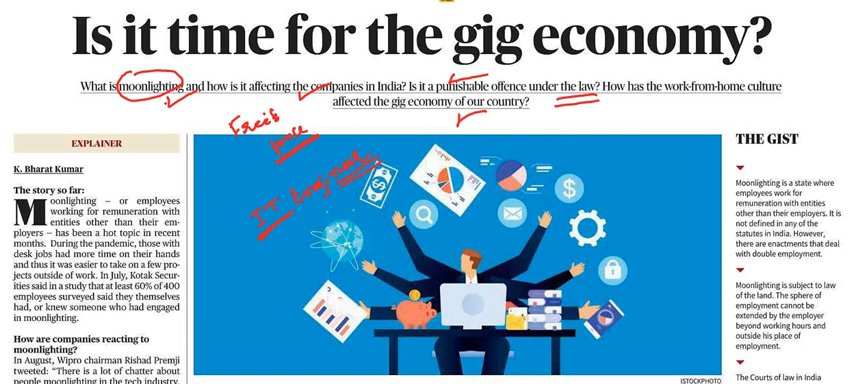 Is it time for the gig economy?
What is moonlighting and how is it affecting the companies in India? Is it a punishable offence under the law? How has the work-from-home culture
affected the gig economy of our country?
EXPLAINER
K. Bharat Kumar
The story so far:
Moonlighting – or employees
working for remuneration with
entities other than their em-
ployers – has been a hot topic in recent
months. During the pandemic, those with
desk jobs had more time on their hands
and thus it was easier to take on a few pro-
jects outside of work. In July, Kotak Secur-
ities said in a study that at least 60% of 400
employees surveyed said they themselves
had, or knew someone who had engaged
in moonlighting.
How are companies reacting to
moonlighting?
In August, Wipro chairman Rishad Premji
tweeted: “There is a lot of chatter about
people moonlighting in the tech industry.
lance
IT
$
$
ISTOCKPHOTO
THE GIST
Moonlighting is a state where
employees work for
remuneration with entities
other than their employers. It is
not defined in any of the
statutes in India. However,
there are enactments that deal
with double employment.
Moonlighting is subject to law
of the land. The sphere of
employment cannot be
extended by the employer
beyond working hours and
outside his place of
employment.
The Courts of law in India